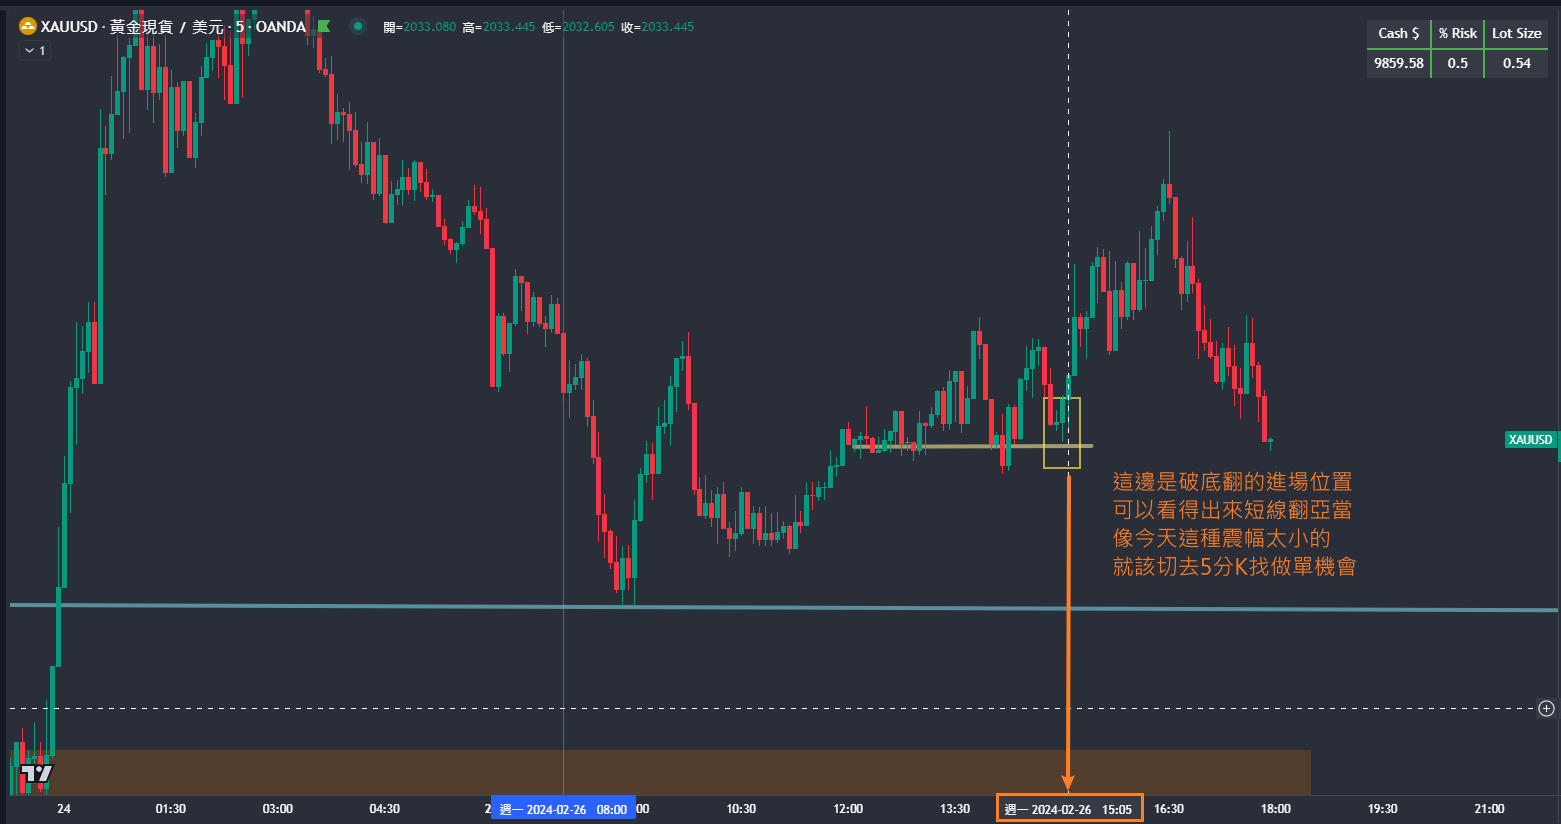 XAUUSD · 黃金現貨 / 美元 · 5 · OANDA 開=2033.080 高=2033.445 低=2032.605 收=2033.445
1
Cash $ % Risk Lot Size
9859.58 0.5 0.54
XAUUSD
這邊是破底翻的進場位置
可以看得出來短線翻亞當
像今天這種震幅太小的
就該切去5分K找做單機會
24 01:30 03:00 04:30 2 週一 2024-02-26 08:00 00 10:30 12:00 13:30 週一 2024-02-26 15:05 16:30 18:00 19:30 21:00